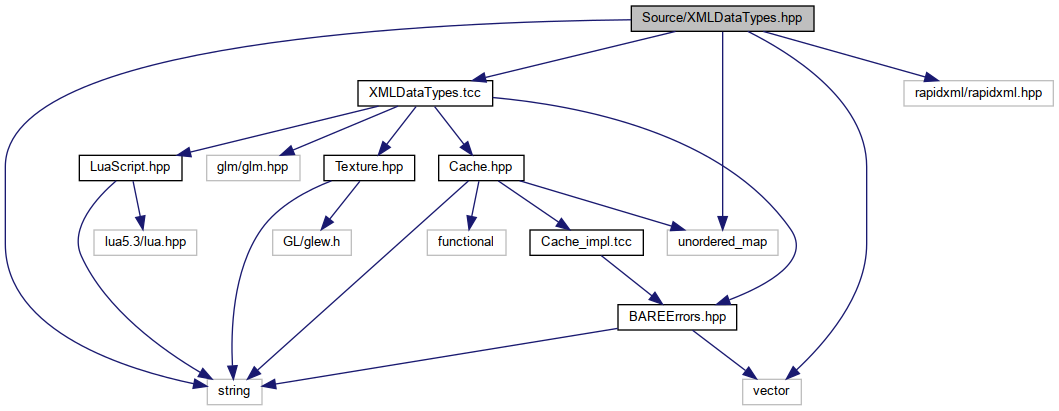 Source/XMLDataTypes.hpp
XMLDataTypes.tcc
rapidxml/rapidxml.hpp
LuaScript.hpp
glm/glm.hpp
Texture.hpp
Cache.hpp
lua5.3/lua.hpp
GL/glew.h
functional
Cache_impl.tcc
unordered_map
BAREErrors.hpp
string
vector